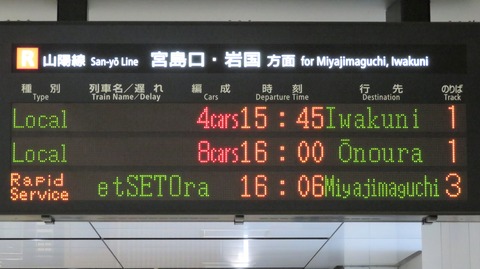 R 山陽線 San-yō Line 宮島口・岩国 方面 for Miyajimaguchi, Iwakuni
種別 列車名/遅れ 編成 時刻 行先 のりば
Type Train Name/Delay Cars Departure Time Destination Track
Local 4cars 15:45 Iwakuni 1
Local 8cars 16:00 Ōnoura 1
Rapid Service etSETOra 16:06 Miyajimaguchi 3